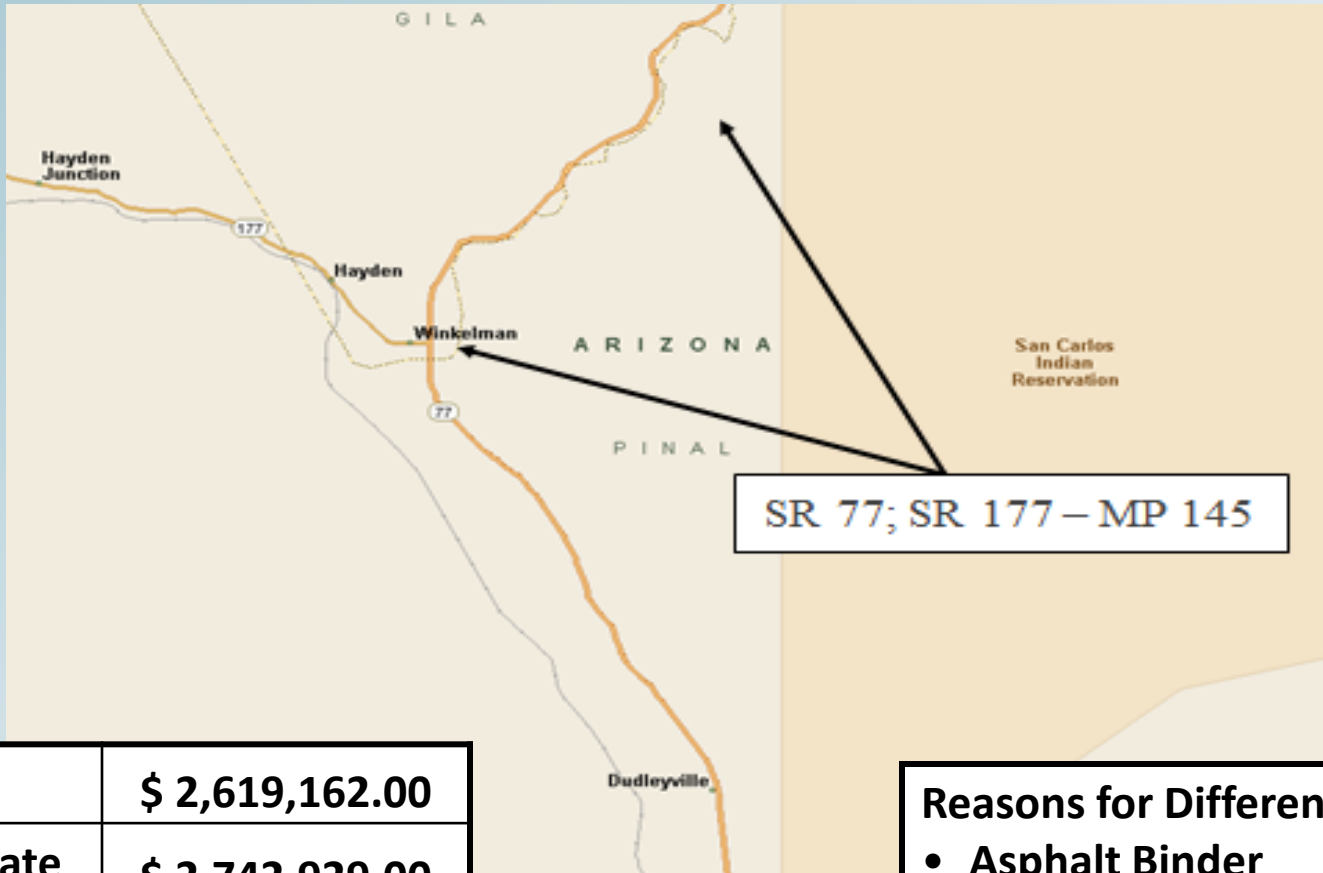 GILA
Hayden
Junction
177
Hayden
Winkelman
ARIZONA
San Carlos
Indian
Reservation
77
PINAL
SR 77; SR 177 – MP 145
Dudleyville
$ 2,619,162.00
Reasons for
• Asphalt Binder